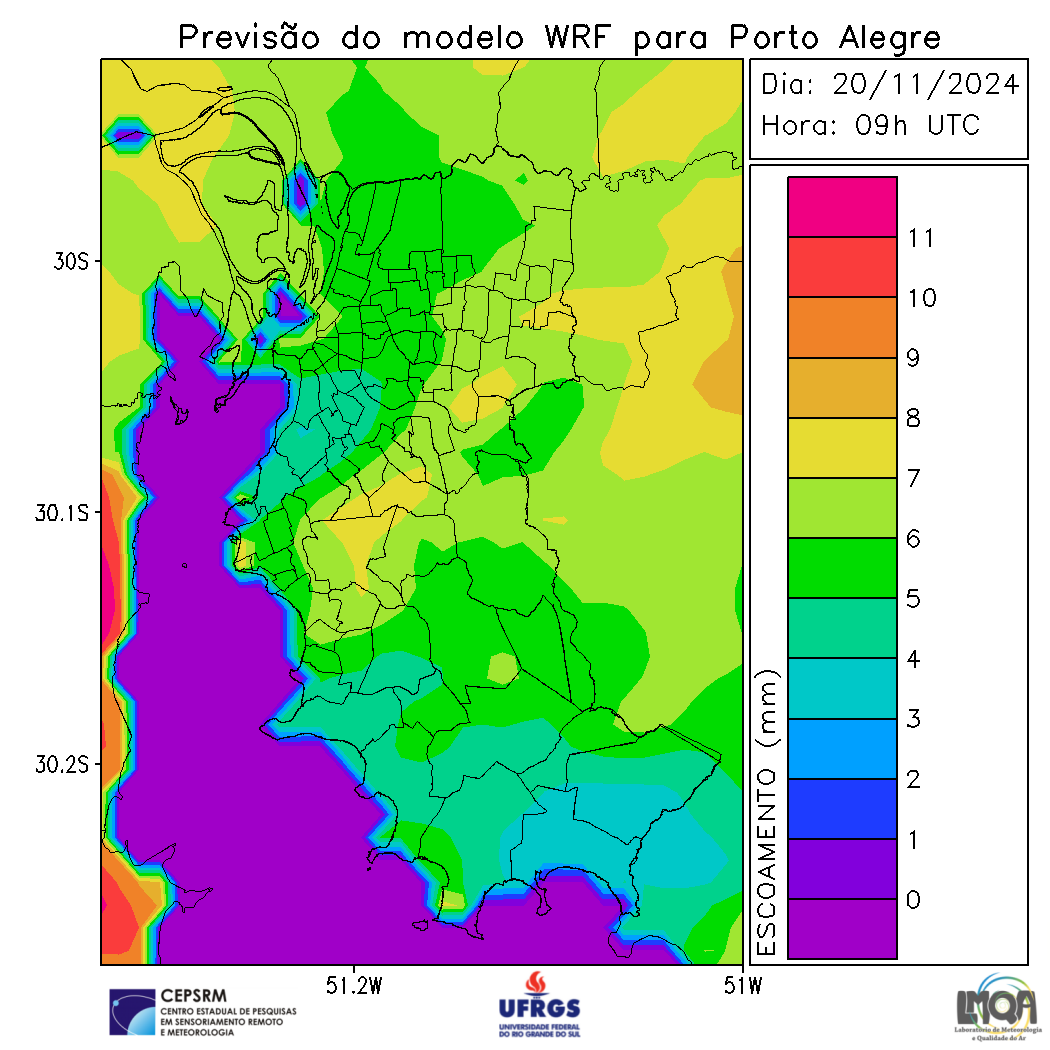 Previsão do modelo WRF para Porto Alegre
Dia: 20/11/2024
Hora: 09h UTC
11
10
9
8
7
6
5
4
3
2
1
0
ESCOAMENTO (mm)
30S
30.1S
30.2S
51.2W
51W
CEPSRM
CENTRO ESTADUAL DE PESQUISAS
EM SENSORIAMENTO REMOTO
E METEOROLOGIA
UFRGS
UNIVERSIDADE FEDERAL
DO RIO GRANDE DO SUL
LMQA
Laboratório de Meteorologia
e Qualidade do Ar